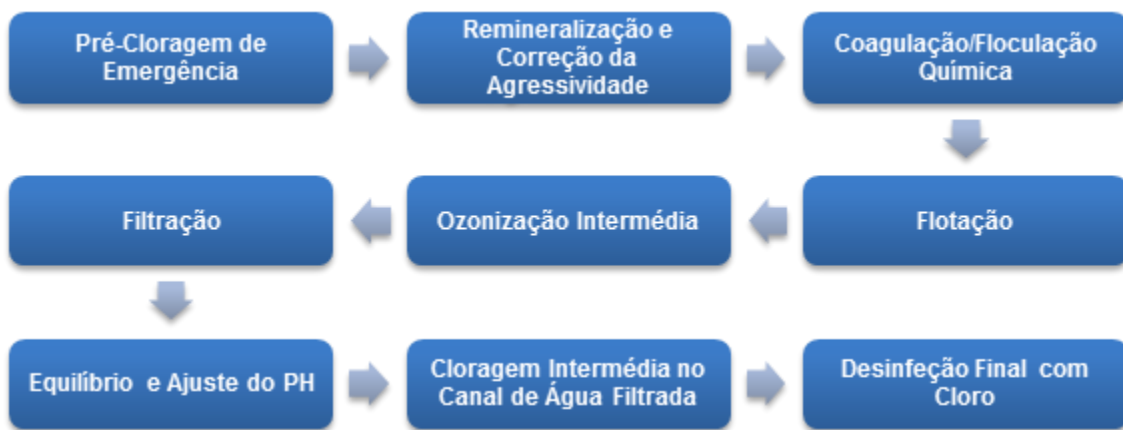 Pré-Cloragem de
Emergência
Remineralização e
Correção da
Agressividade
Coagulação/Floculação
Química
Flotação
Ozonização Intermédia
Filtração
Equilíbrio e Ajuste do PH
Cloragem Intermédia no
Canal de Água Filtrada
Desinfeção Final com
Cloro